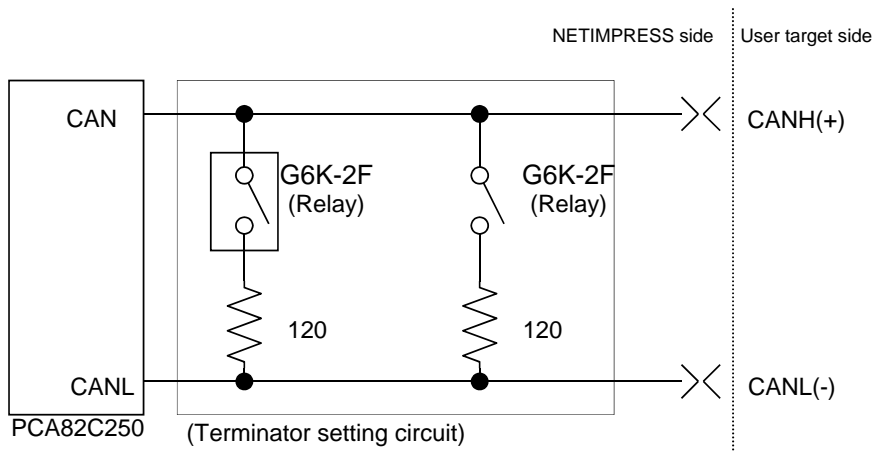 NETIMPRESS side
User target side
CAN
CANH(+)
G6K-2F
(Relay)
G6K-2F
(Relay)
120
120
CANL
CANL(-)
PCA82C250
(Terminator setting circuit)